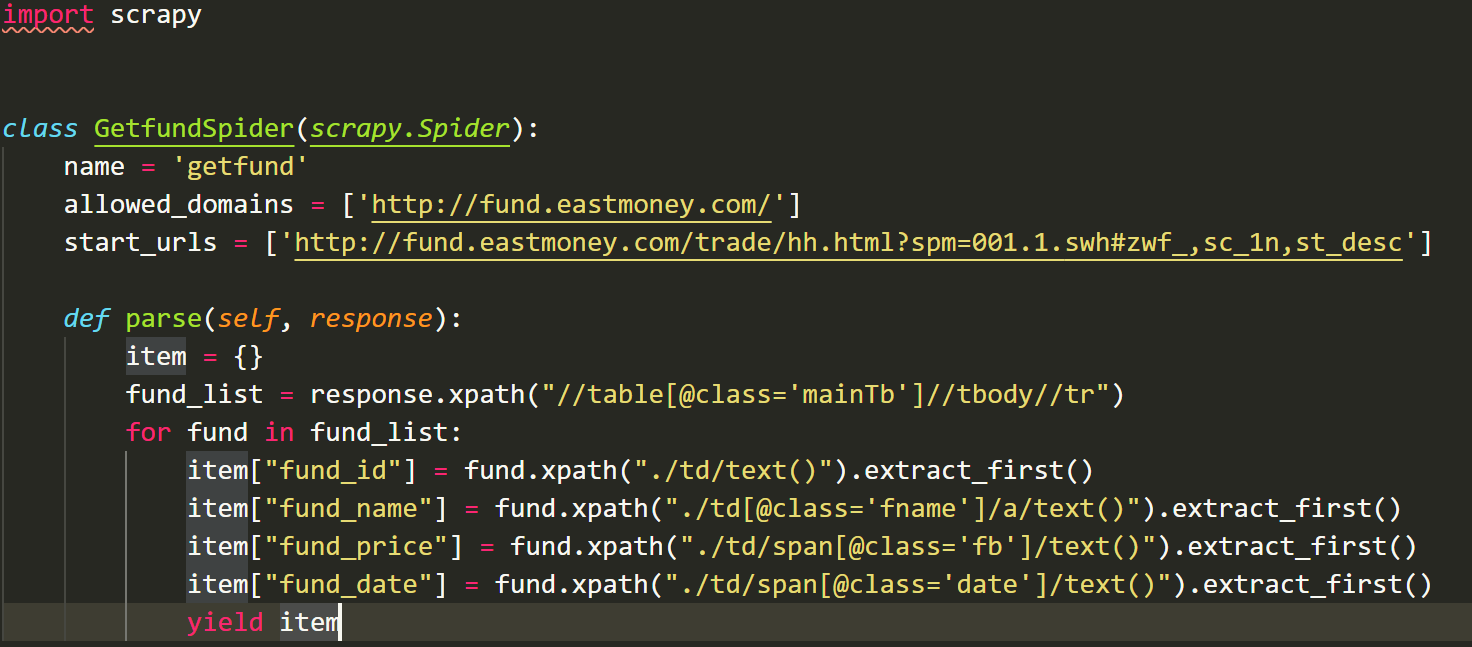 import scrapy
class GetfundSpider(scrapy.Spider):
    name = 'getfund'
    allowed_domains = ['http://fund.eastmoney.com/']
    start_urls = ['http://fund.eastmoney.com/trade/hh.html?spm=001.1.swh#zwf_,sc_1n,st_desc']
    def parse(self, response):
        item = {}
        fund_list = response.xpath("//table[@class='mainTb']//tbody//tr")
        for fund in fund_list:
            item["fund_id"] = fund.xpath("./td/text()").extract_first()
            item["fund_name"] = fund.xpath("./td[@class='fname']/a/text()").extract_first()
            item["fund_price"] = fund.xpath("./td/span[@class='fb']/text()").extract_first()
            item["fund_date"] = fund.xpath("./td/span[@class='date']/text()").extract_first()
            yield item